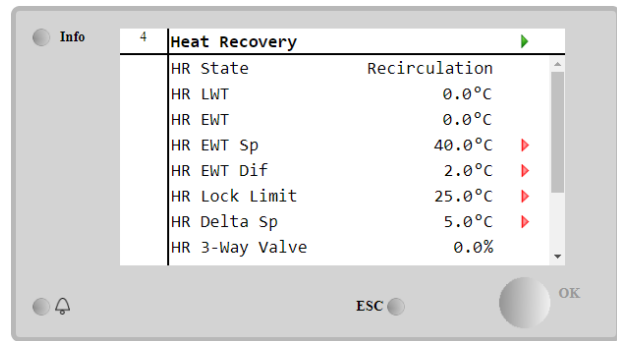 Info
4 Heat Recovery
HR State Recirculation
HR LWT 0.0°C
HR EWT 0.0°C
HR EWT Sp 40.0°C
HR EWT Dif 2.0°C
HR Lock Limit 25.0°C
HR Delta Sp 5.0°C
HR 3-Way Valve 0.0%
ESC OK